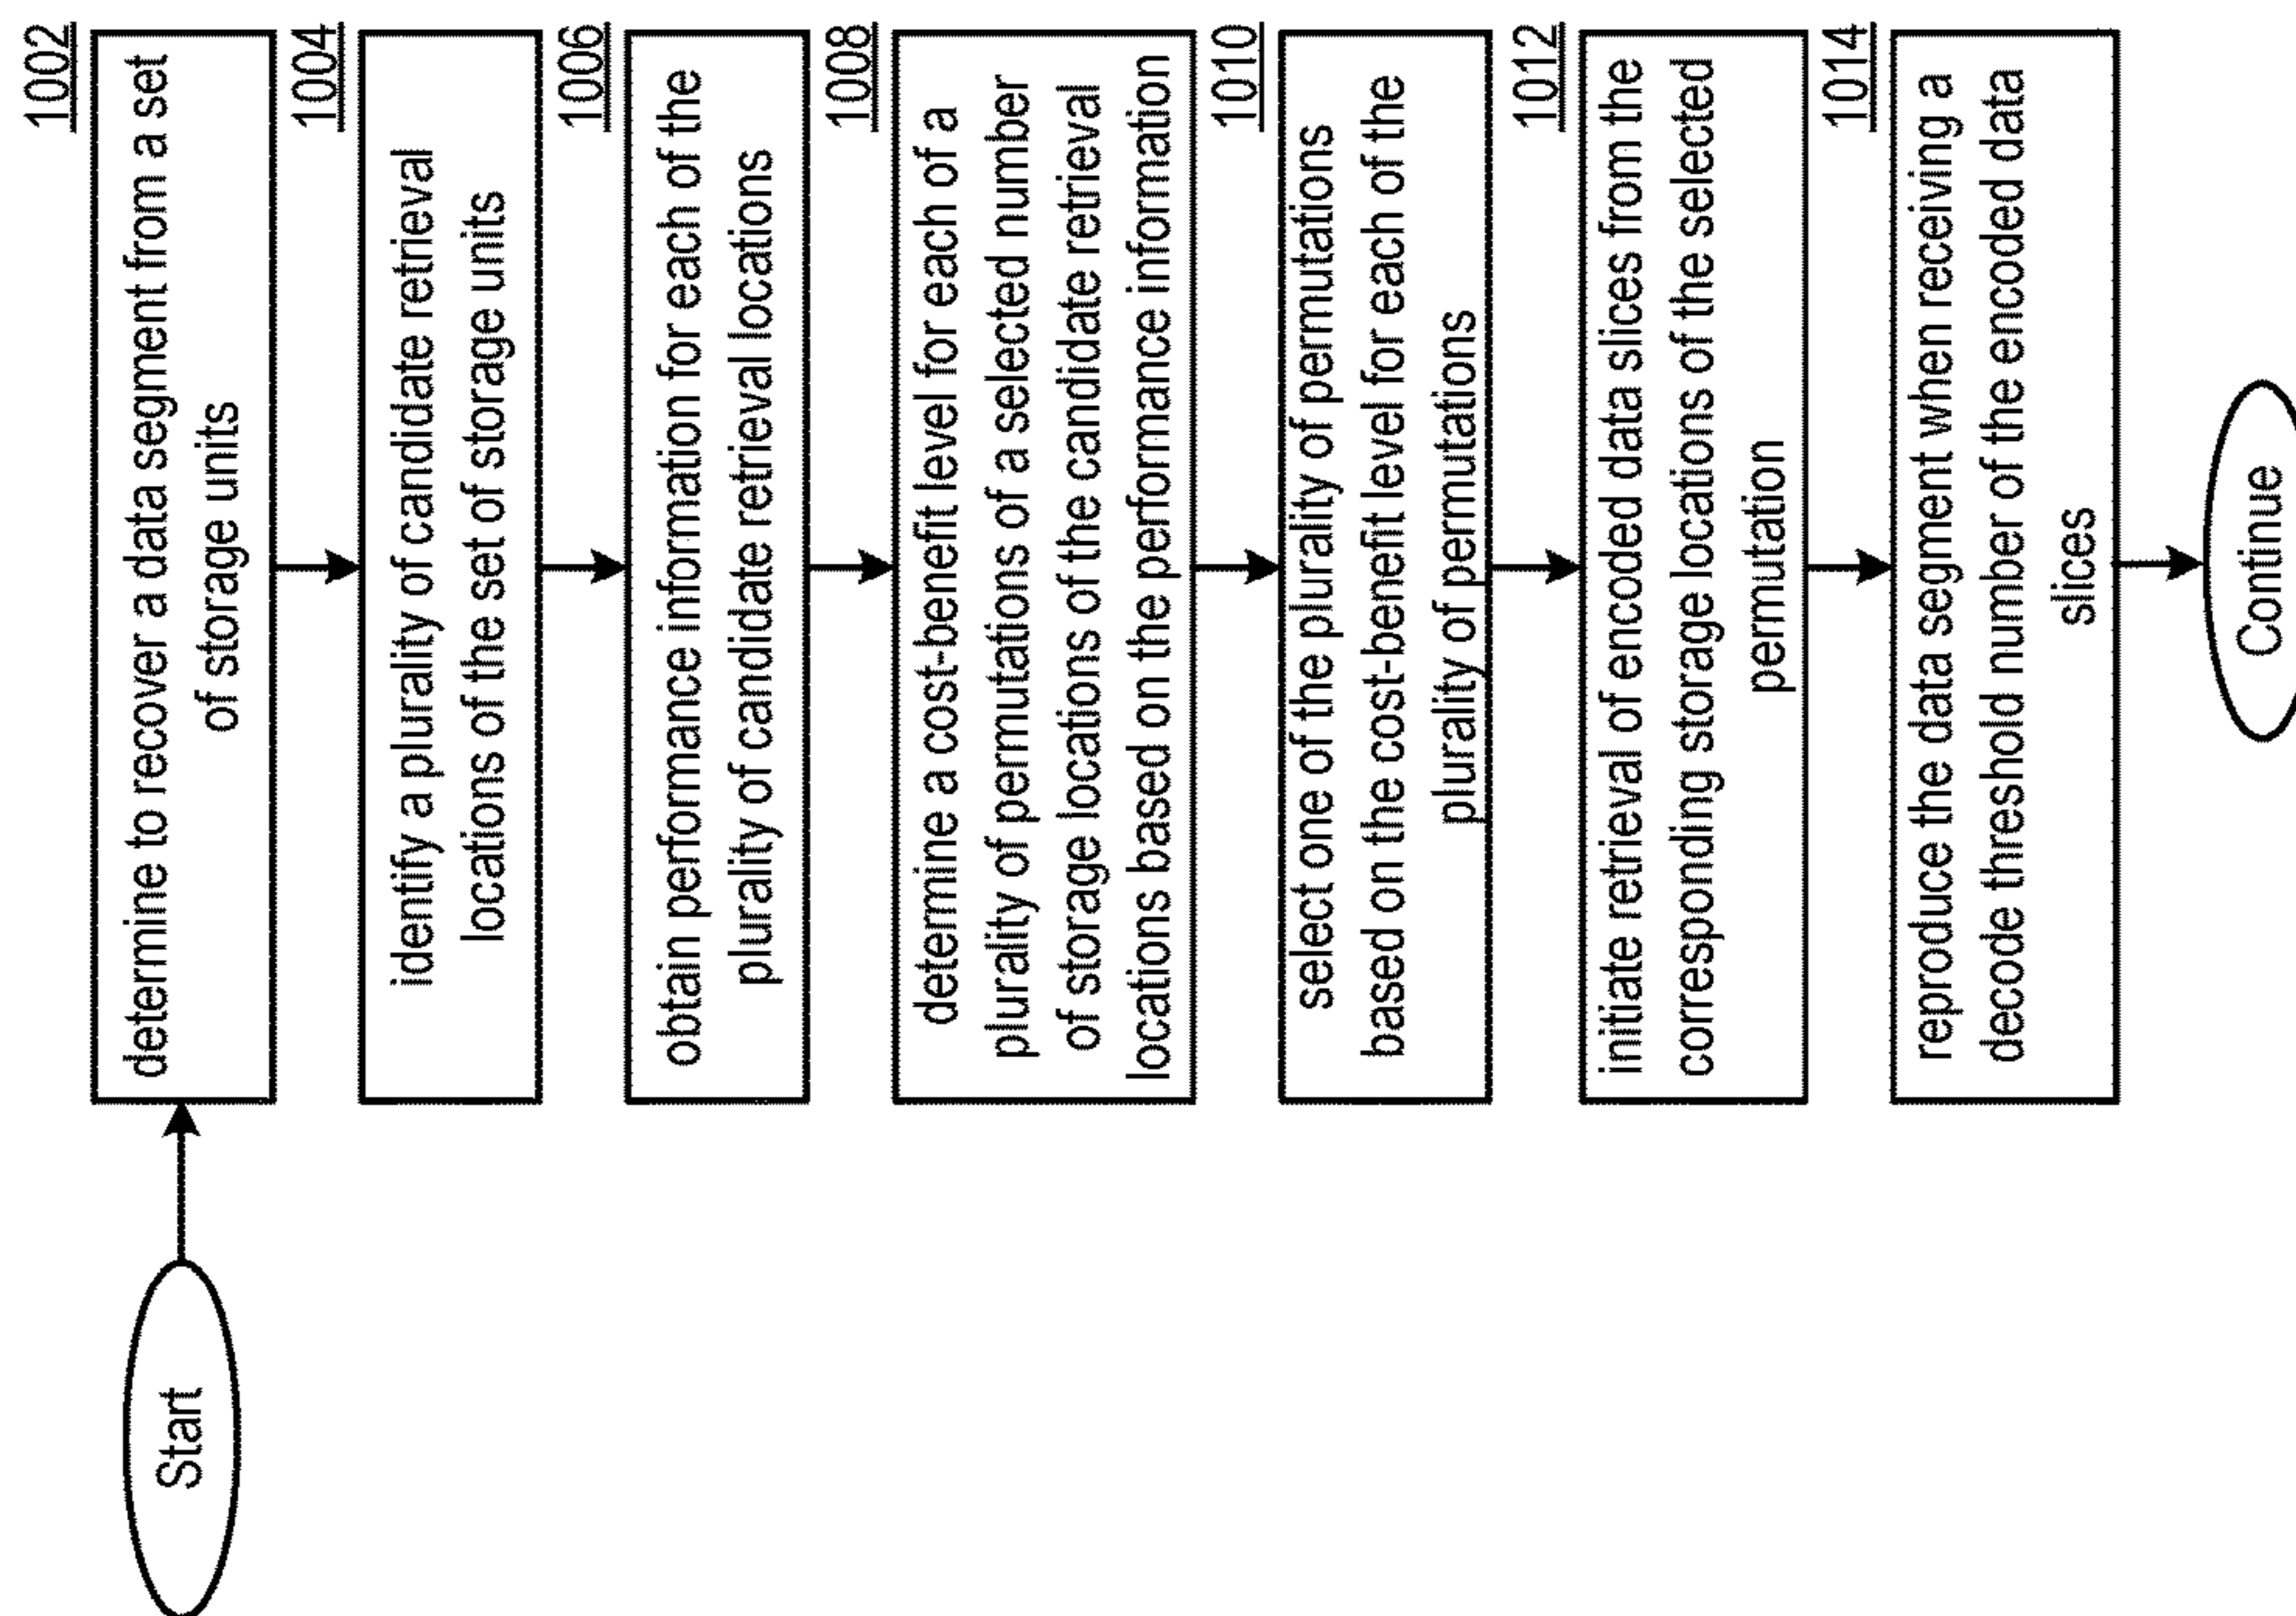 Start
1002
determine to recover a data segment from a set
of storage units
1004
identify a plurality of candidate retrieval
locations of the set of storage units
1006
obtain performance information for each of the
plurality of candidate retrieval locations
1008
determine a cost-benefit level for each of a
plurality of permutations of a selected number
of storage locations of the candidate retrieval
locations based on the performance information
1010
select one of the plurality of permutations
based on the cost-benefit level for each of the
plurality of permutations
1012
initiate retrieval of encoded data slices from the
corresponding storage locations of the selected
permutation
1014
reproduce the data segment when receiving a
decode threshold number of the encoded data
slices
Continue